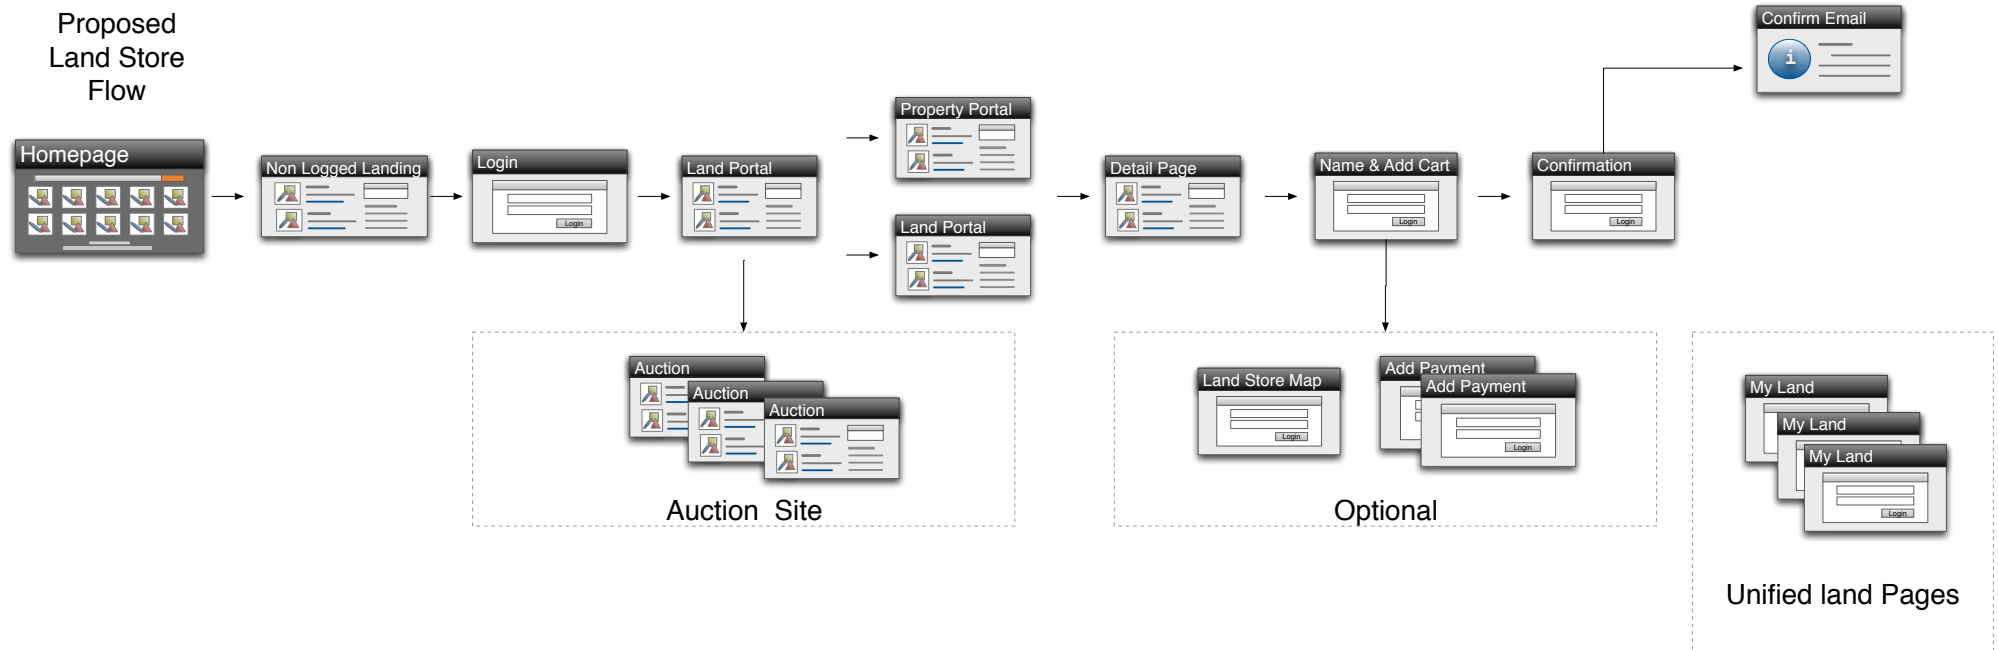 Proposed
Land Store
Flow
Confirm Email
i
Homepage
Non Logged Landing
Login
Login
Land Portal
Property Portal
Land Portal
Detail Page
Name & Add Cart
Login
Confirmation
Login
Auction
Auction
Auction
Auction Site
Land Store Map
Login
Add Payment
Add Payment
Login
Optional
My Land
My Land
My Land
Login
Unified land Pages